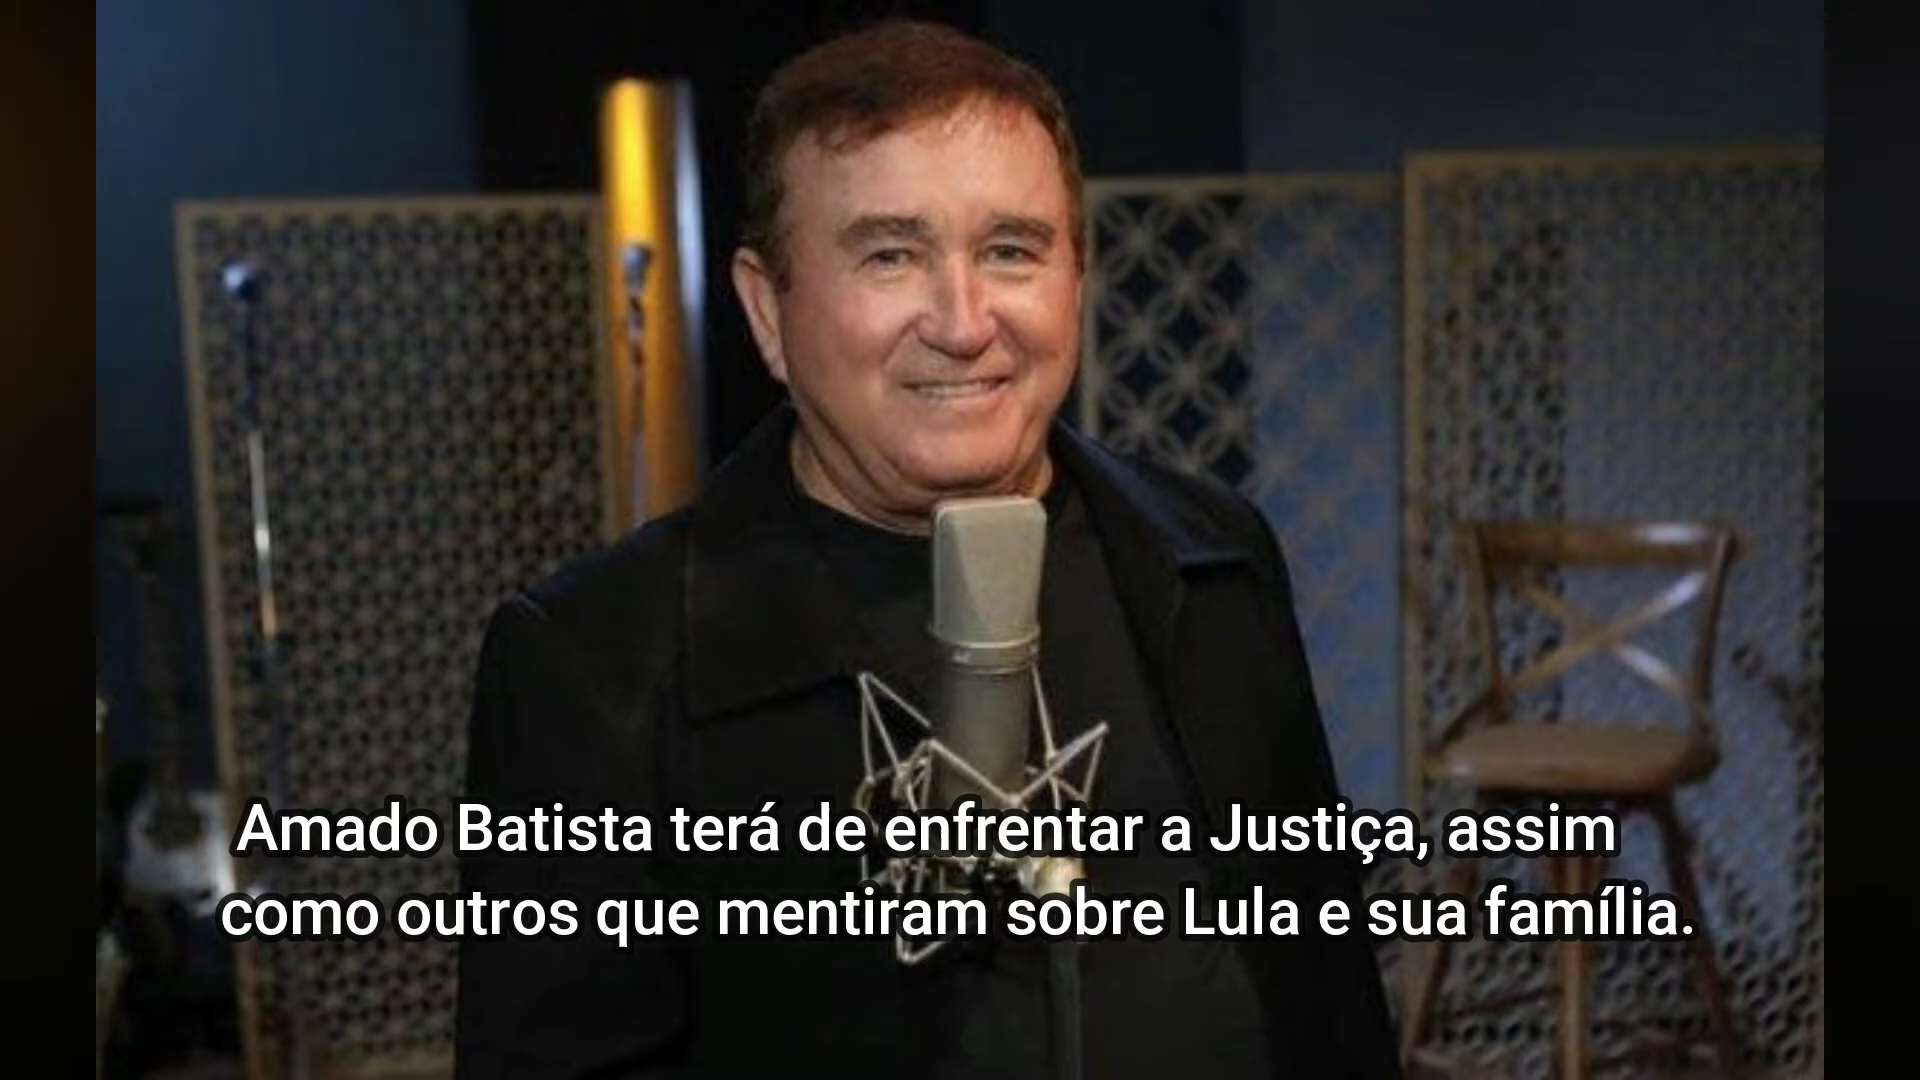 Amado Batista terá de enfrentar a Justiça, assim
como outros que mentiram sobre Lula e sua família.